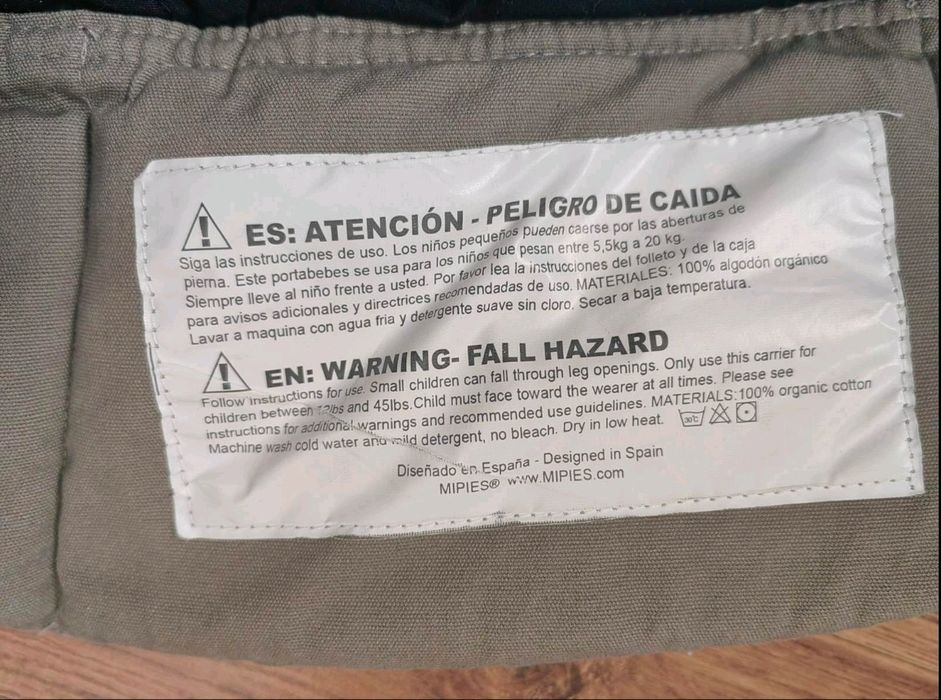 ES: ATENCIÓN - PELIGRO DE CAIDA
Siga las instrucciones de uso. Los niños pequeños pueden caerse por las aberturas de
pierna. Este portabebes se usa para los niños que pesan entre 5,5kg a 20 kg.
Siempre lleve al niño frente a usted. Por favor lea la instrucciones del folleto y de la caja
para avisos adicionales y directrices recomendadas de uso. MATERIALES: 100% algodón orgánico
Lavar a maquina con agua fria y detergente suave sin cloro. Secar a baja temperatura.
EN: WARNING- FALL HAZARD
Follow instructions for use. Small children can fall through leg openings. Only use this carrier for
children between and 45lbs.Child must face toward the wearer at all times. Please see
instructions for additional warnings and recommended use guidelines. MATERIALS:100% organic cotton
Machine wash cold water and mild detergent, no bleach. Dry in low heat. 30°C
Diseñado en España - Designed in Spain
MIPIES® www.MIPIES.com